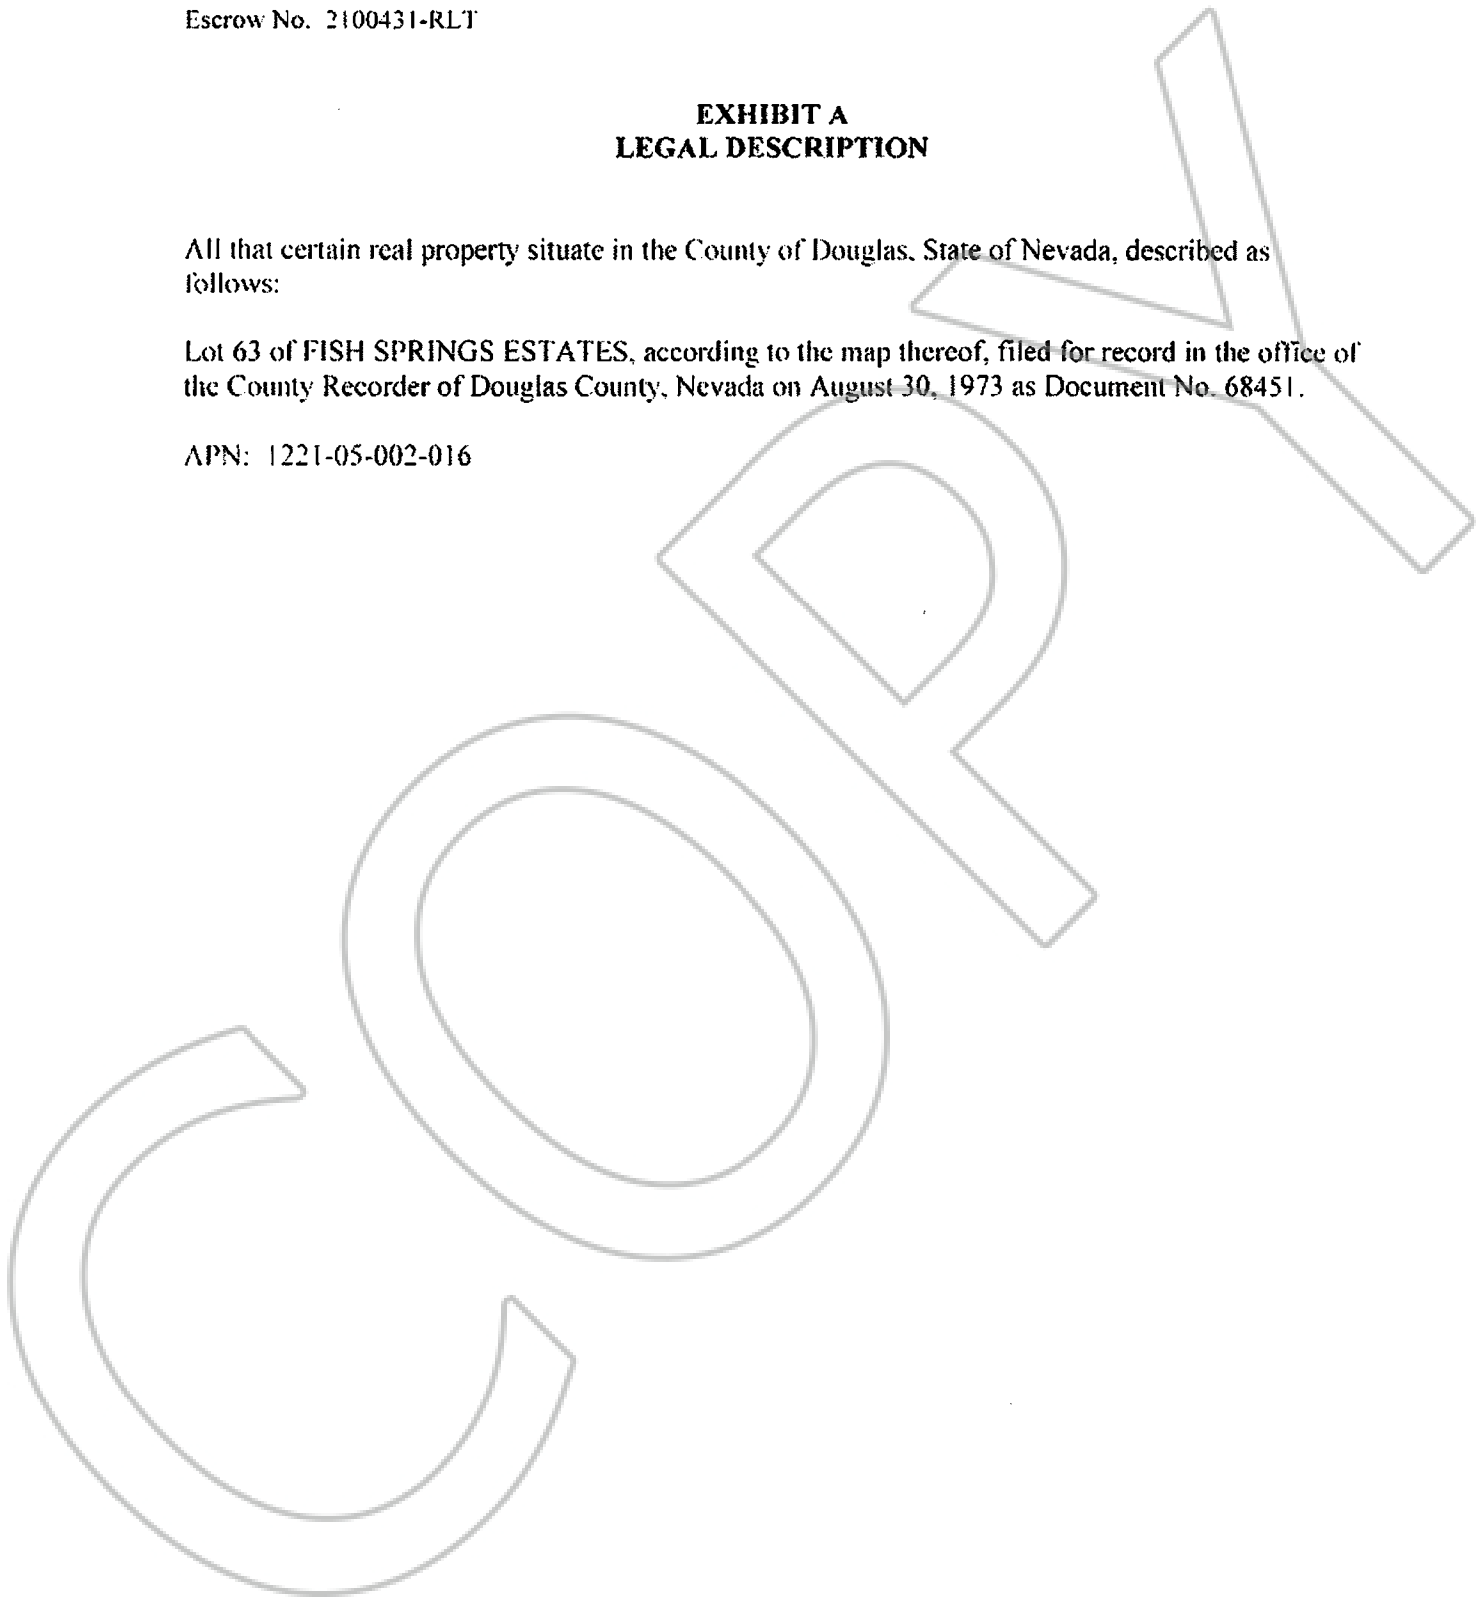 Escrow No. 2100431-RLT
EXHIBIT A
LEGAL DESCRIPTION
All that certain real property situate in the County of Douglas, State of Nevada, described as
follows:
Lot 63 of FISH SPRINGS ESTATES, according to the map thereof, filed for record in the office of
the County Recorder of Douglas County, Nevada on August 30, 1973 as Document No. 68451.
APN: 1221-05-002-016
COPY